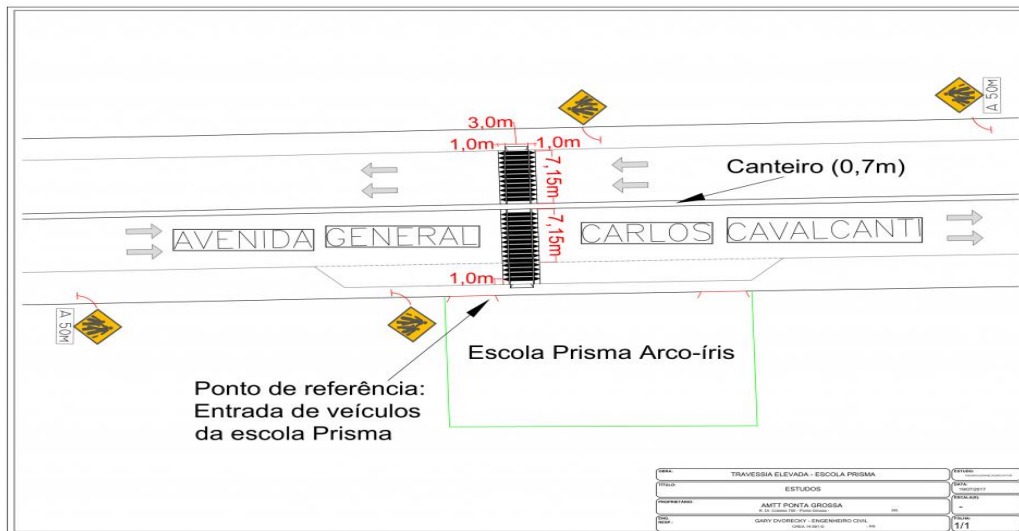 A 50M
3,0m
1,0m
1,0m
7,15m
Canteiro (0,7m)
7,15m
AVENIDA GENERAL CARLOS CAVALCANTI
1,0m
A 50M
Escola Prisma Arco-íris
Ponto de referência:
Entrada de veículos
da escola Prisma
OBRA:
TRAVESSIA ELEVADA - ESCOLA PRISMA
ESTUDO:
TÍTULO:
ESTUDOS
DATA:
19/07/2017
PROPRIETÁRIO:
AMTT PONTA GROSSA
ESCALA(S):
-
ENG. RESP.:
GARY DVORECKY - ENGENHEIRO CIVIL
FOLHA:
1/1